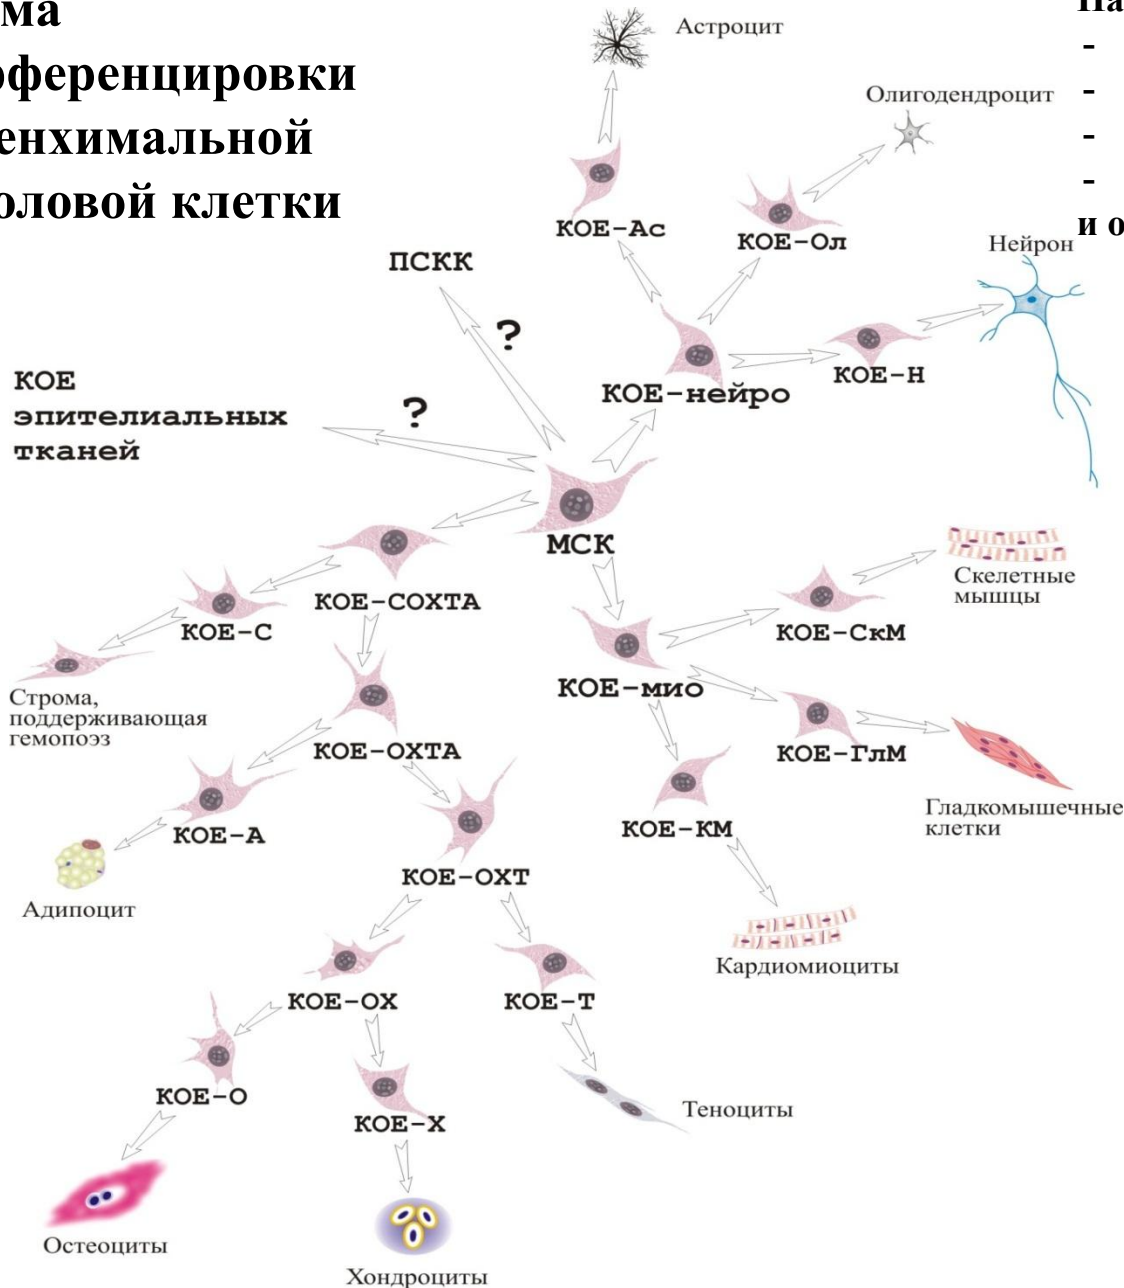 ма
ференцировки
енхимальной
оловой клетки
-
-
-
-
и о
Астроцит
Олигодендроцит
Нейрон
КОЕ-Ас
КОЕ-Ол
КОЕ-Н
КОЕ-нейро
ПСКК
?
КОЕ
эпителиальных
тканей
?
МСК
КОЕ-СОХТА
КОЕ-С
Строма,
поддерживающая
гемопоэз
КОЕ-ОХТА
КОЕ-А
Адипоцит
КОЕ-ОХТ
КОЕ-ОХ
КОЕ-Т
КОЕ-О
КОЕ-Х
Теноциты
Остеоциты
Хондроциты
КОЕ-мио
КОЕ-СкМ
Скелетные
мышцы
КОЕ-ГлМ
Гладкомышечные
клетки
КОЕ-КМ
Кардиомиоциты